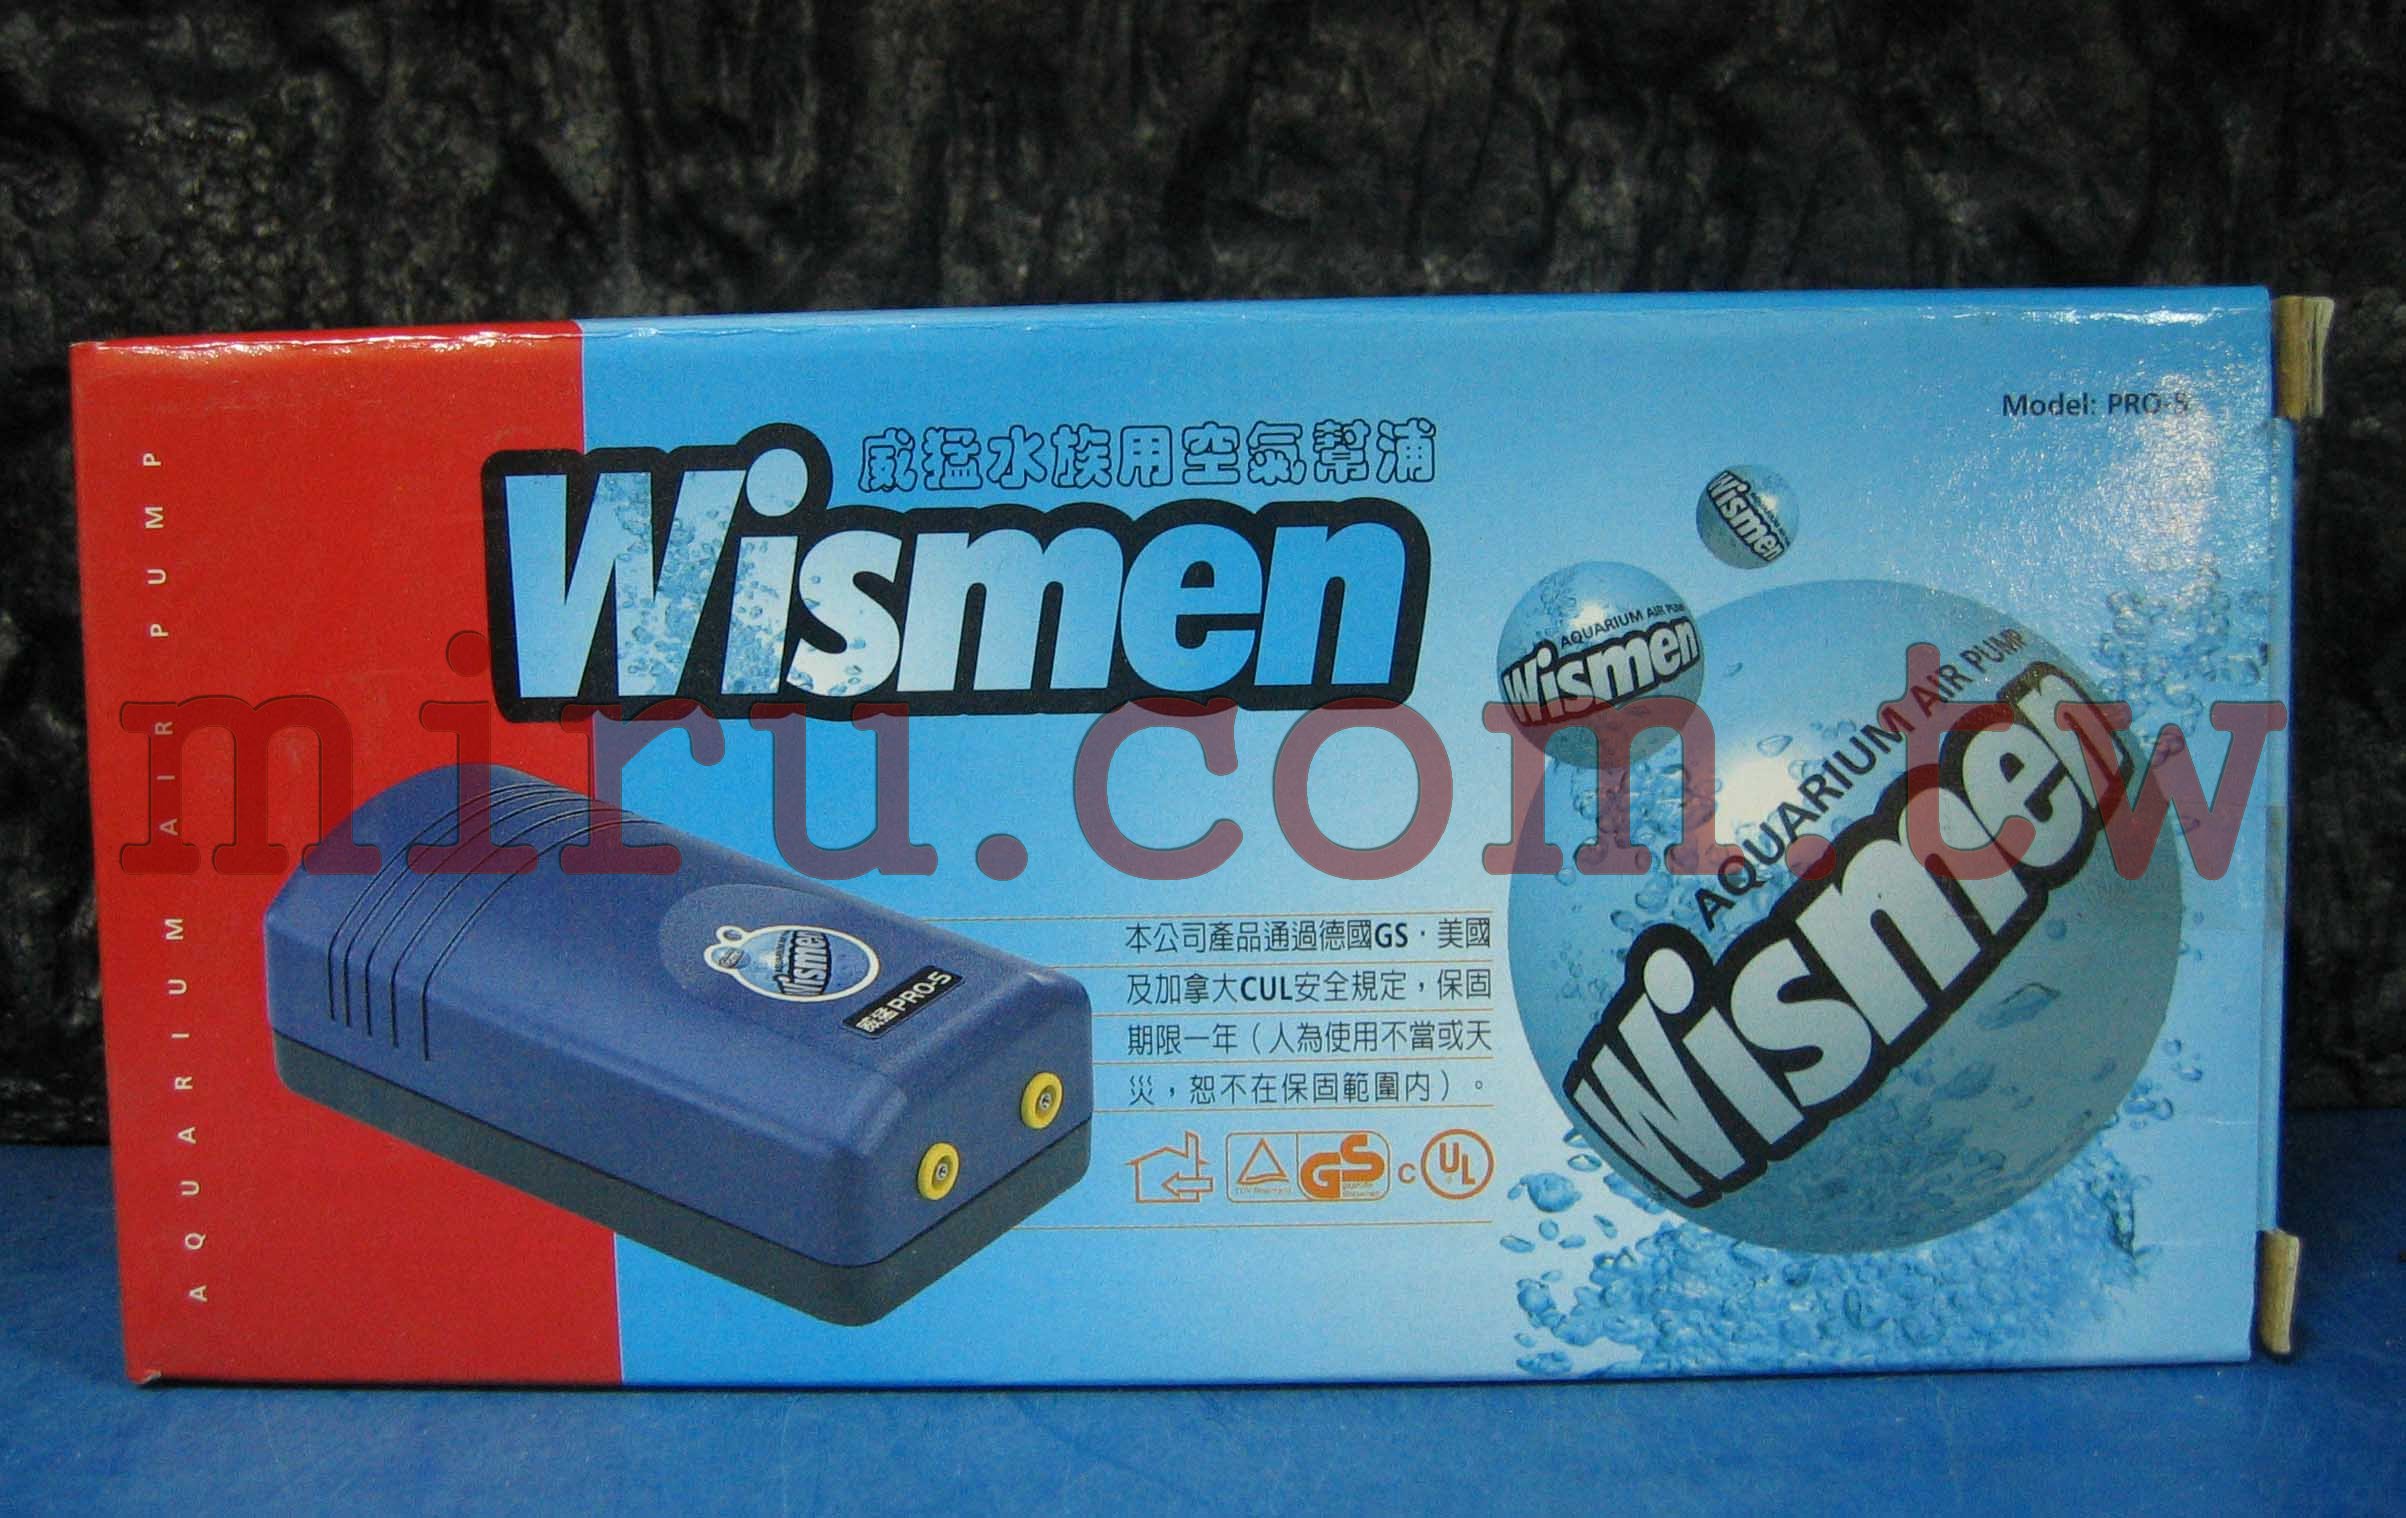 Model: PRO-5
威猛水族用空氣幫浦
Wismen
AQUARIUM AIR PUMP
Wismen
AQUARIUM AIR PUMP
Wismen
AQUARIUM AIR PUMP
Wismen
miru.com.tw
Wismen
威猛PRO-5
本公司產品通過德國GS，美國
及加拿大CUL安全規定，保固
期限一年（人為使用不當或天
災，恕不在保固範圍內）。
GS
C UL